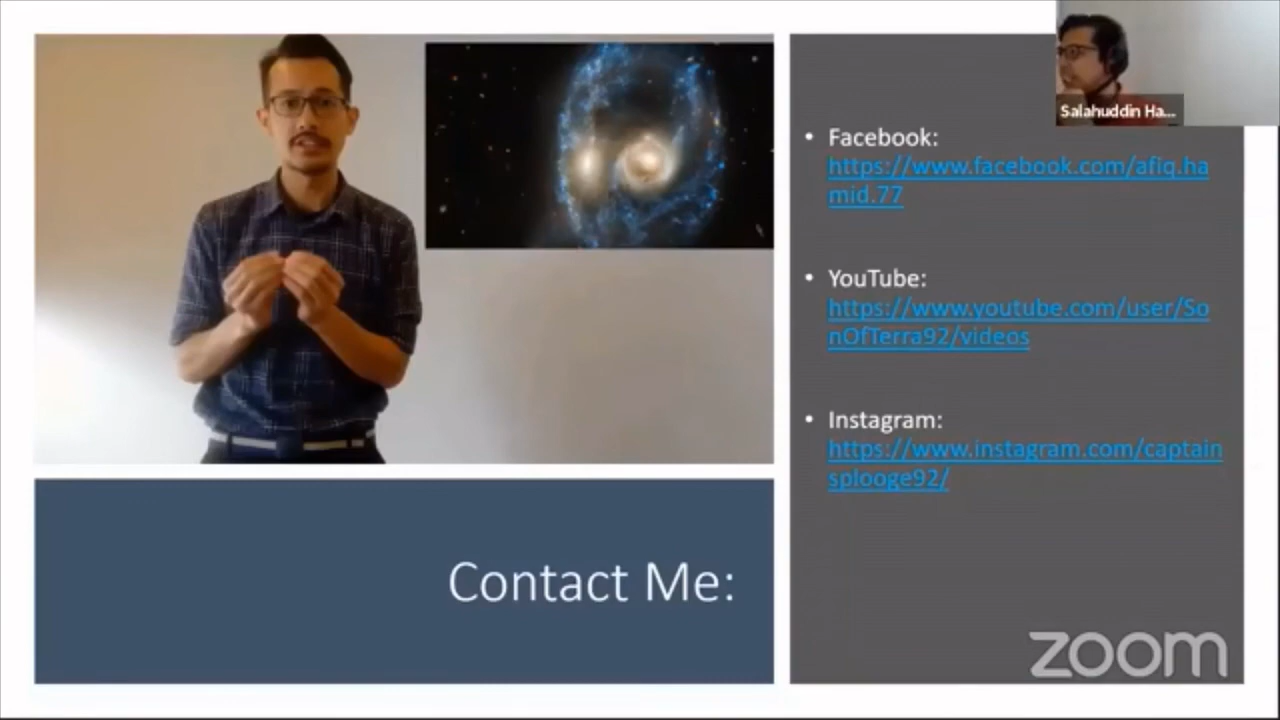 Salahuddin Ha...
• Facebook:
https://www.facebook.com/afiq.ha
mid.77
• YouTube:
https://www.youtube.com/user/So
nOfTerra92/videos
• Instagram:
https://www.instagram.com/captain
splooge92/
Contact Me:
zoom